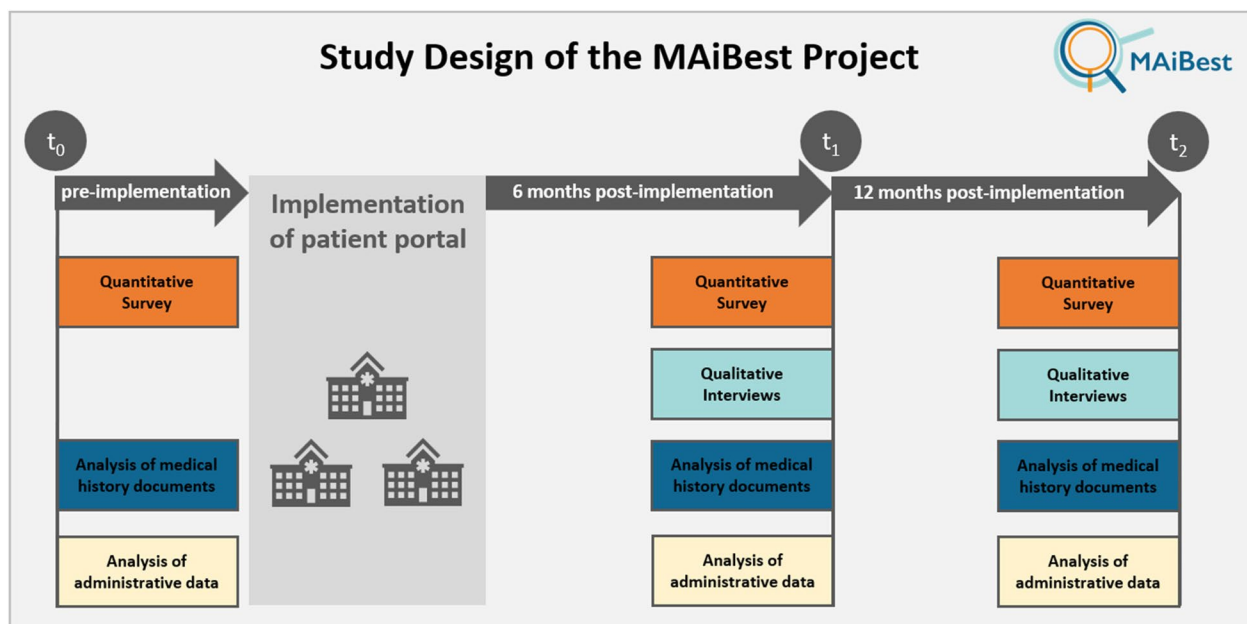 Study Design of the MAiBest Project
MAiBest
t₀
t₁
t₂
pre-implementation
6 months post-implementation
12 months post-implementation
Implementation
of patient portal
Quantitative
Survey
Quantitative
Survey
Quantitative
Survey
Qualitative
Interviews
Qualitative
Interviews
Analysis of medical
history documents
Analysis of medical
history documents
Analysis of medical
history documents
Analysis of
administrative data
Analysis of
administrative data
Analysis of
administrative data